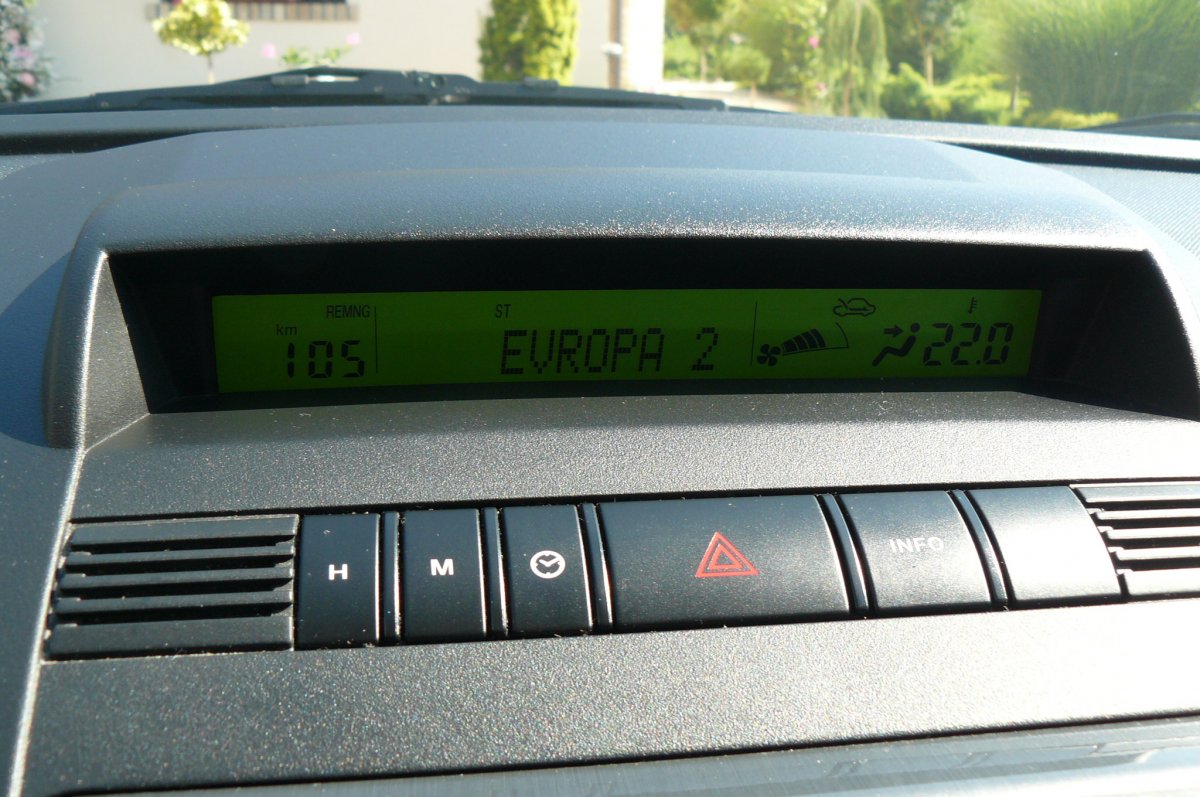 REMNG ST
km
105 EVROPA 2 22.0
H M INFO